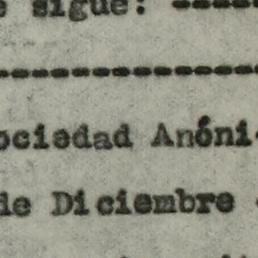 sigue: -----
---------------
ociedad Anóni
de Diciembre